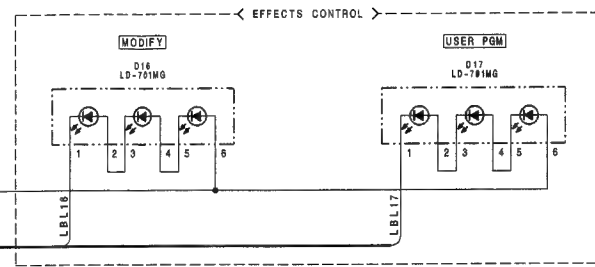 EFFECTS CONTROL
MODIFY
USER PGM
D16
LD-701MG
D17
LD-701MG
1 2 3 4 5 6
1 2 3 4 5 6
LBL16
LBL17